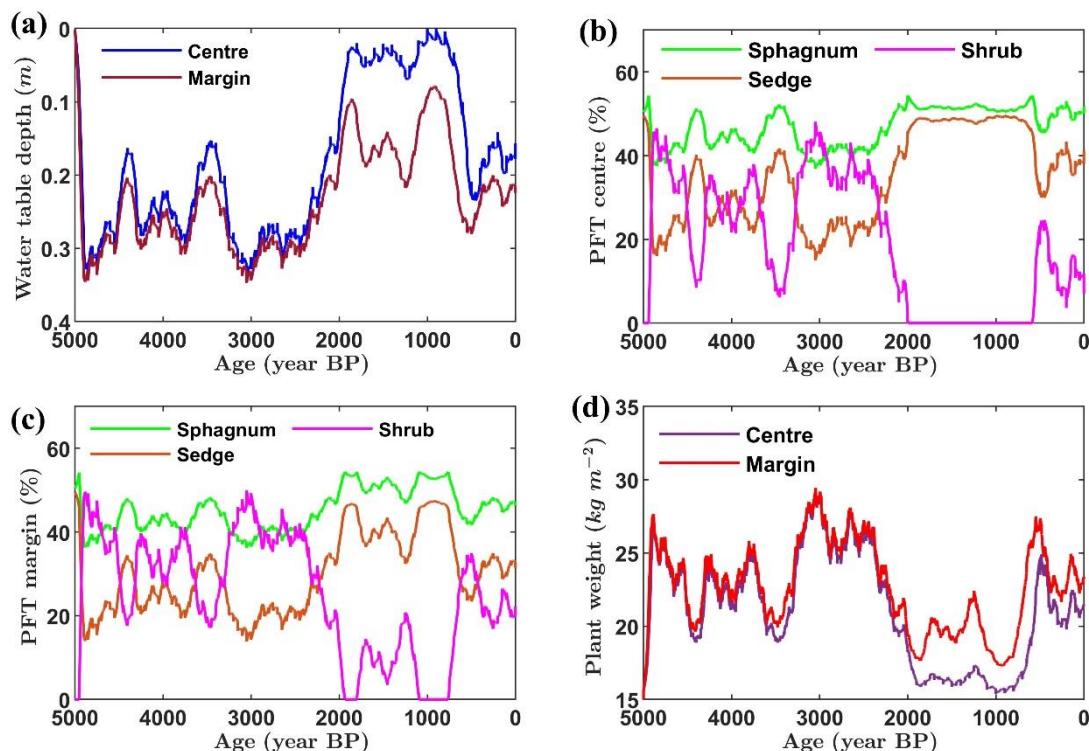 (a)
Centre
Margin
Water table depth (m)
0
0.1
0.2
0.3
0.4
5000 4000 3000 2000 1000 0
Age (year BP)
(b)
Sphagnum Shrub
Sedge
PFT centre (%)
60
40
20
0
5000 4000 3000 2000 1000 0
Age (year BP)
(c)
Sphagnum Shrub
Sedge
PFT margin (%)
60
40
20
0
5000 4000 3000 2000 1000 0
Age (year BP)
(d)
Centre
Margin
Plant weight (kg m⁻²)
35
30
25
20
15
5000 4000 3000 2000 1000 0
Age (year BP)